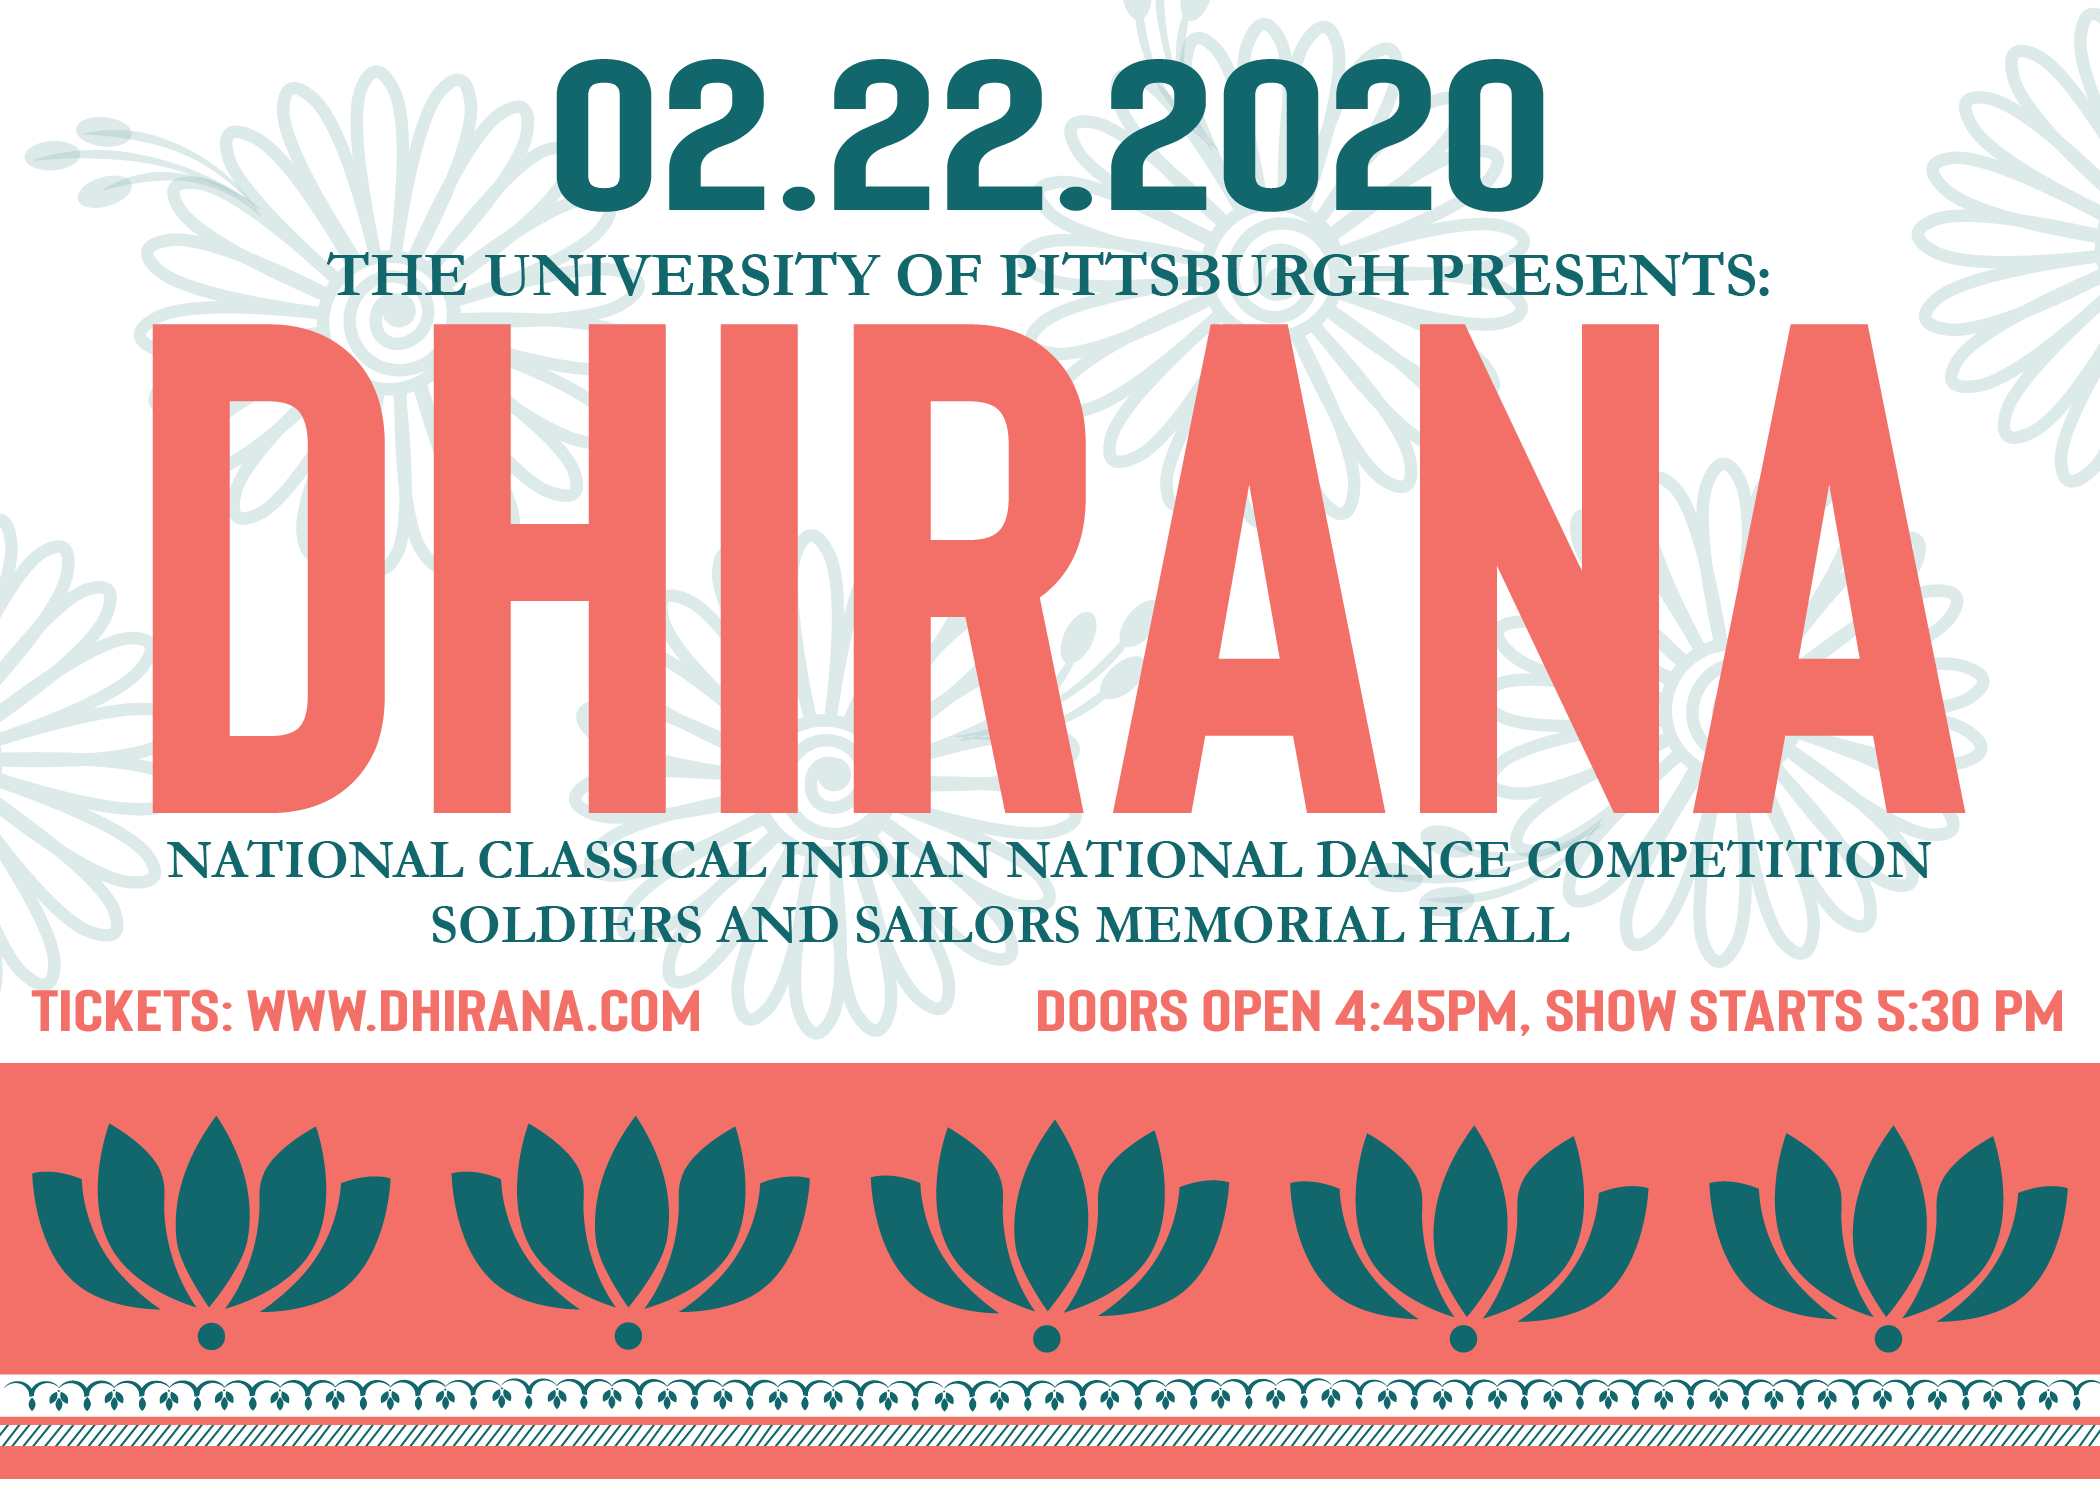 02.22.2020
THE UNIVERSITY OF PITTSBURGH PRESENTS:
DHIRANA
NATIONAL CLASSICAL INDIAN NATIONAL DANCE COMPETITION
SOLDIERS AND SAILORS MEMORIAL HALL
TICKETS: WWW.DHIRANA.COM
DOORS OPEN 4:45PM, SHOW STARTS 5:30 PM